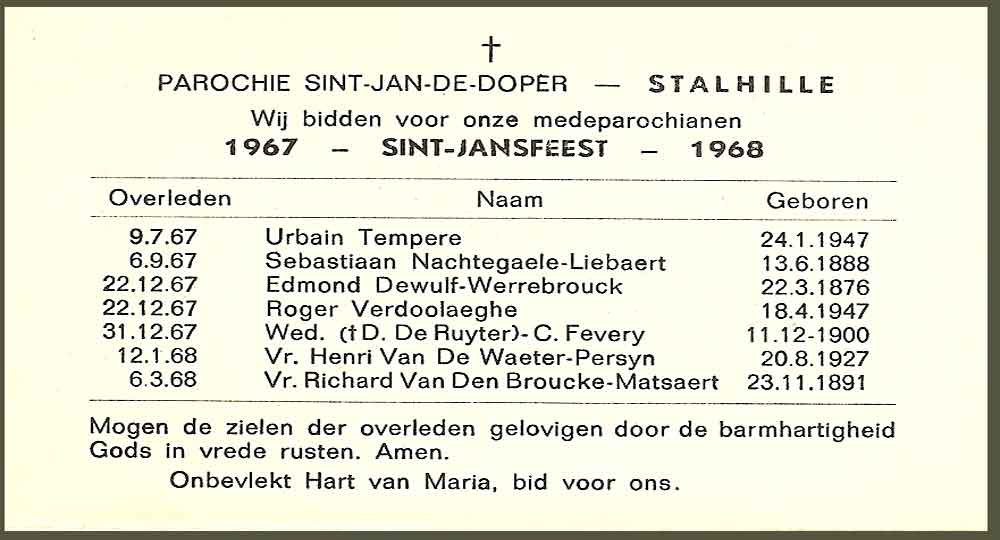 †
PAROCHIE SINT-JAN-DE-DOPER — STALHILLE
Wij bidden voor onze medeparochianen
1967 – SINT-JANSFEEST – 1968
Overleden Naam Geboren
9.7.67 Urbain Tempere 24.1.1947
6.9.67 Sebastiaan Nachtegaele-Liebaert 13.6.1888
22.12.67 Edmond Dewulf-Werrebrouck 22.3.1876
22.12.67 Roger Verdoolaeghe 18.4.1947
31.12.67 Wed. († D. De Ruyter)- C. Fevery 11.12-1900
12.1.68 Vr. Henri Van De Waeter-Persyn 20.8.1927
6.3.68 Vr. Richard Van Den Broucke-Matsaert 23.11.1891
Mogen de zielen der overleden gelovigen door de barmhartigheid
Gods in vrede rusten. Amen.
Onbevlekt Hart van Maria, bid voor ons.